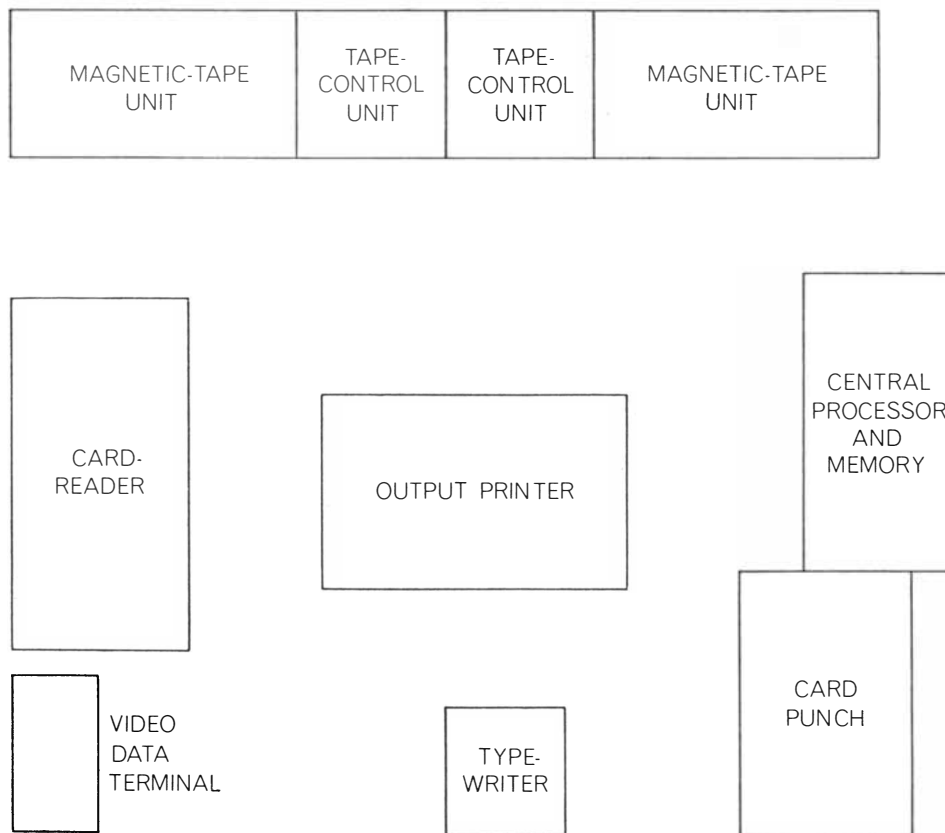 MAGNETIC-TAPE
UNIT
TAPE-
CONTROL
UNIT
TAPE-
CONTROL
UNIT
MAGNETIC-TAPE
UNIT
CARD-
READER
OUTPUT PRINTER
CENTRAL
PROCESSOR
AND
MEMORY
VIDEO
DATA
TERMINAL
TYPE-
WRITER
CARD
PUNCH